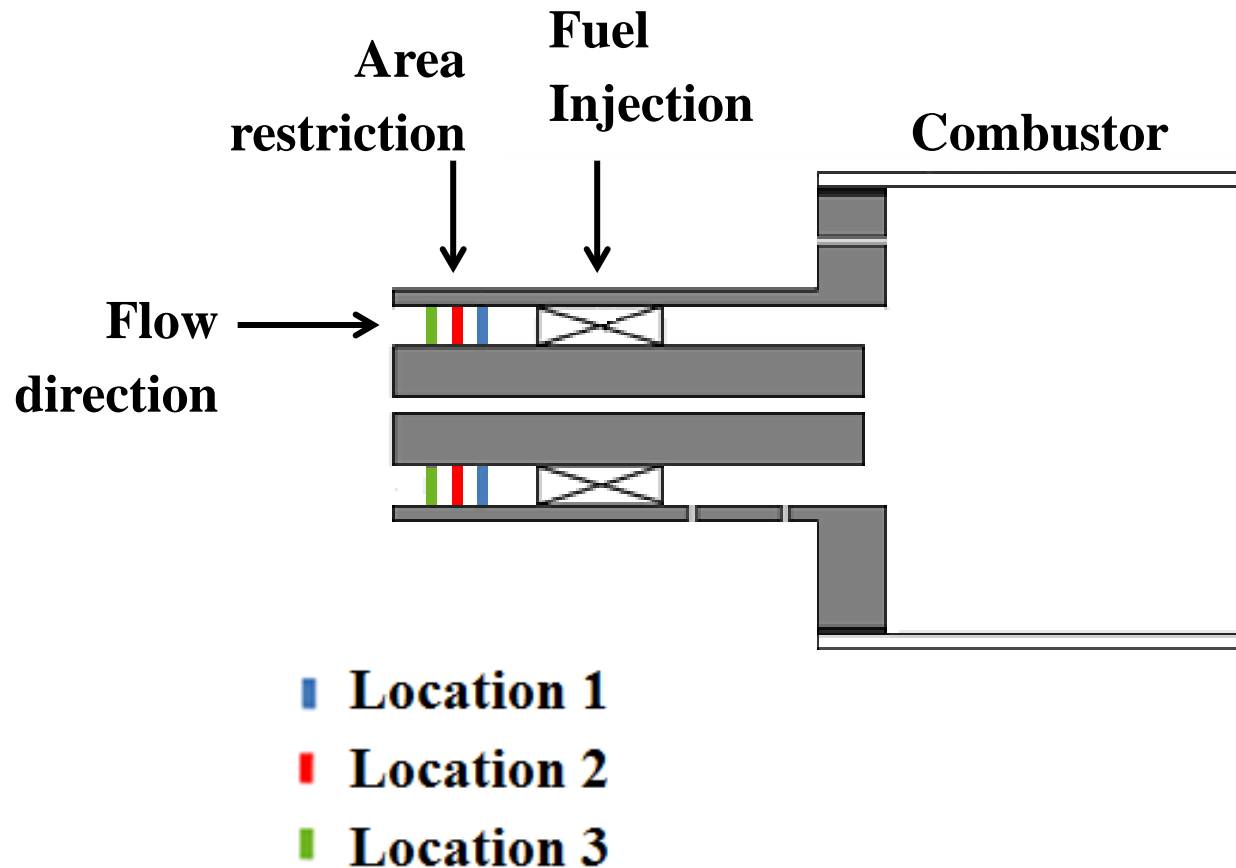 Area
restriction
Fuel
Injection
Combustor
Flow
direction
Location 1
Location 2
Location 3